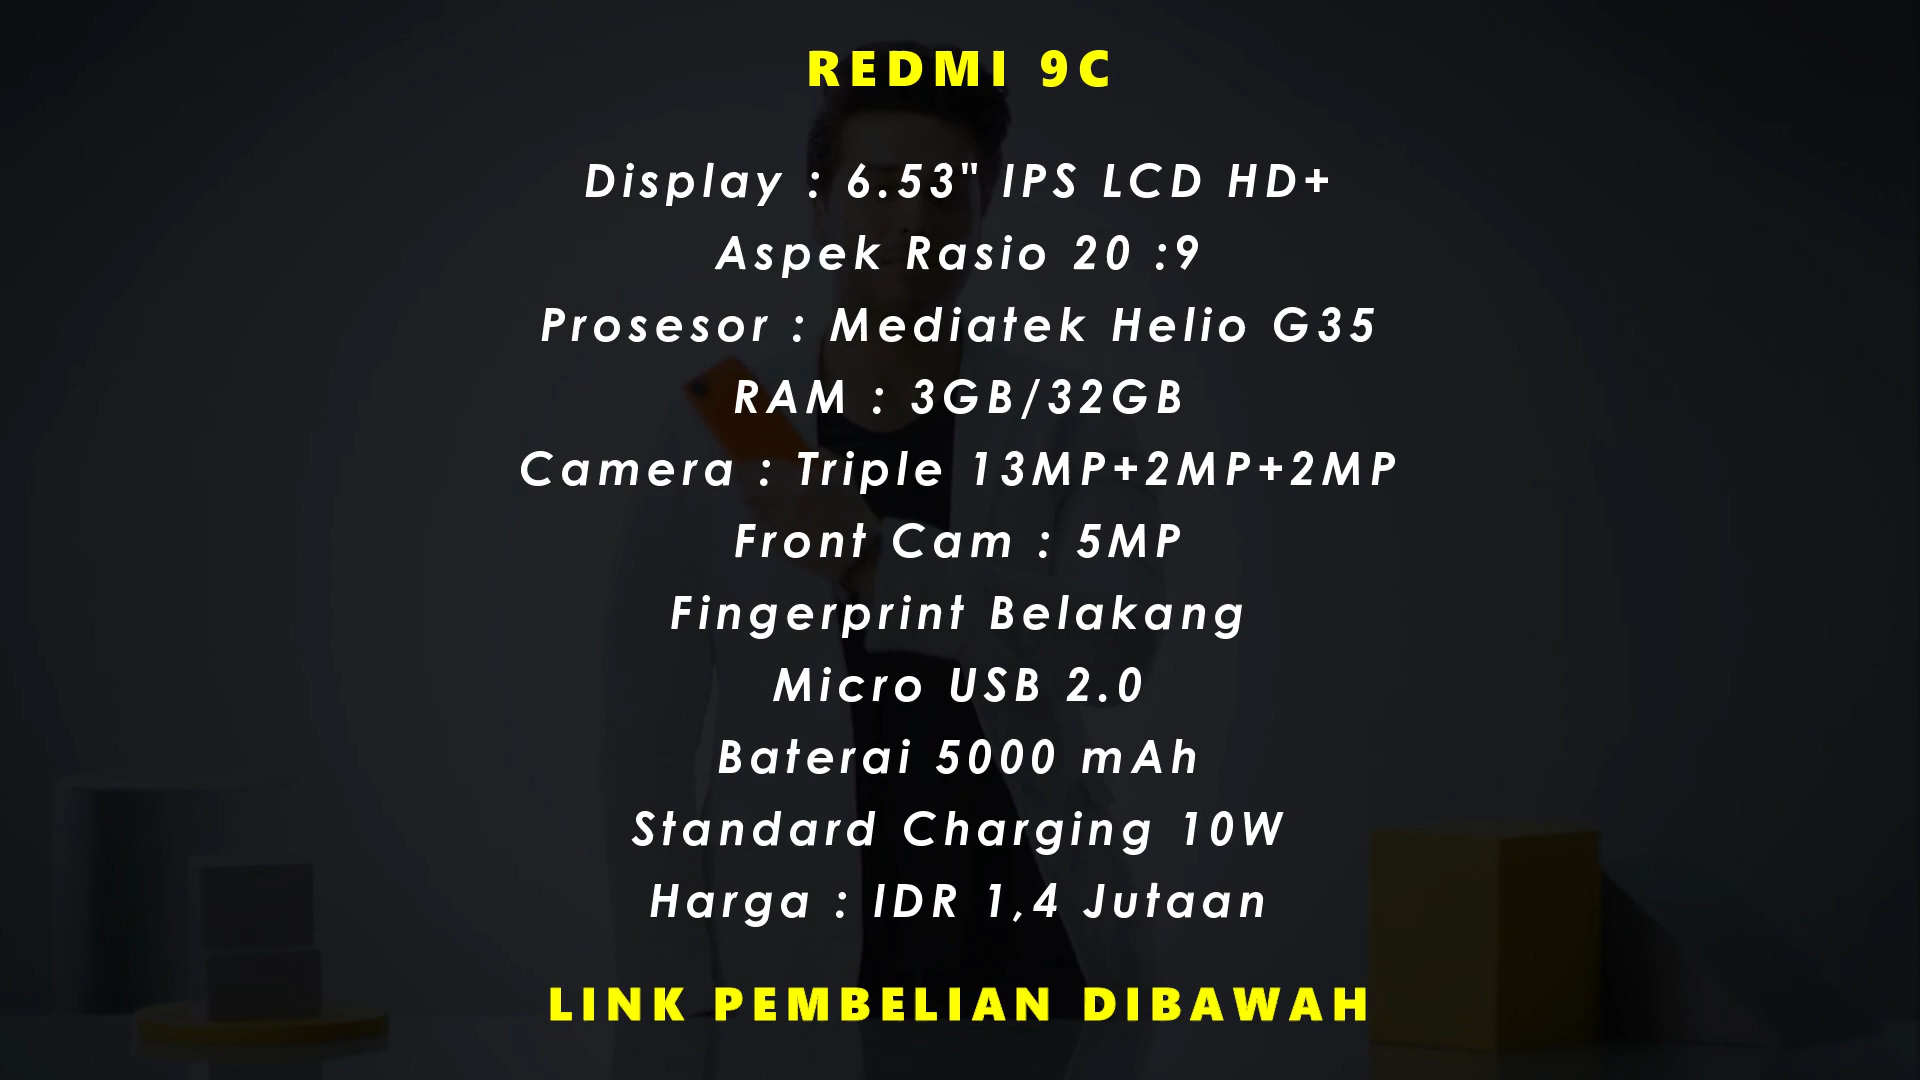 REDMI 9C
Display : 6.53" IPS LCD HD+
Aspek Rasio 20 :9
Prosesor : Mediatek Helio G35
RAM : 3GB/32GB
Camera : Triple 13MP+2MP+2MP
Front Cam : 5MP
Fingerprint Belakang
Micro USB 2.0
Baterai 5000 mAh
Standard Charging 10W
Harga : IDR 1,4 Jutaan
LINK PEMBELIAN DIBAWAH